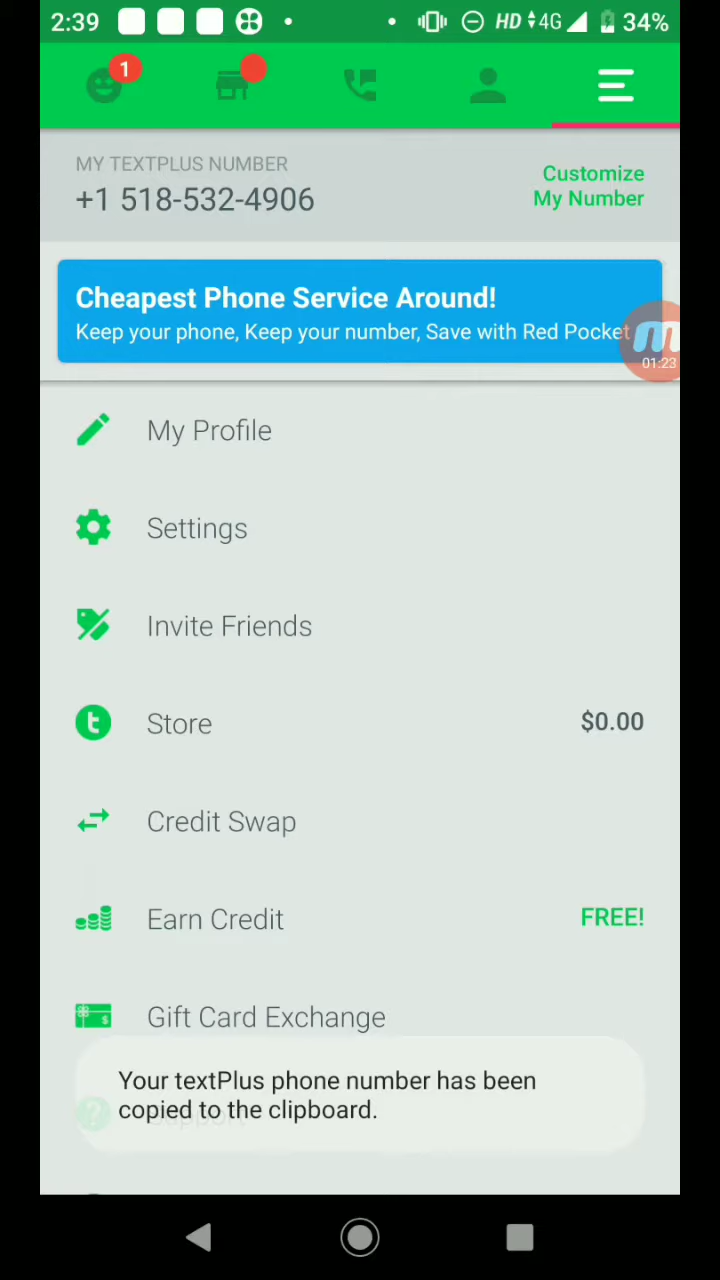 2:39 HD 4G 34%
1
MY TEXTPLUS NUMBER
+1 518-532-4906
Customize
My Number
Cheapest Phone Service Around!
Keep your phone, Keep your number, Save with Red Pocket
01:23
My Profile
Settings
Invite Friends
Store $0.00
Credit Swap
Earn Credit FREE!
Gift Card Exchange
Your textPlus phone number has been
copied to the clipboard.
Support